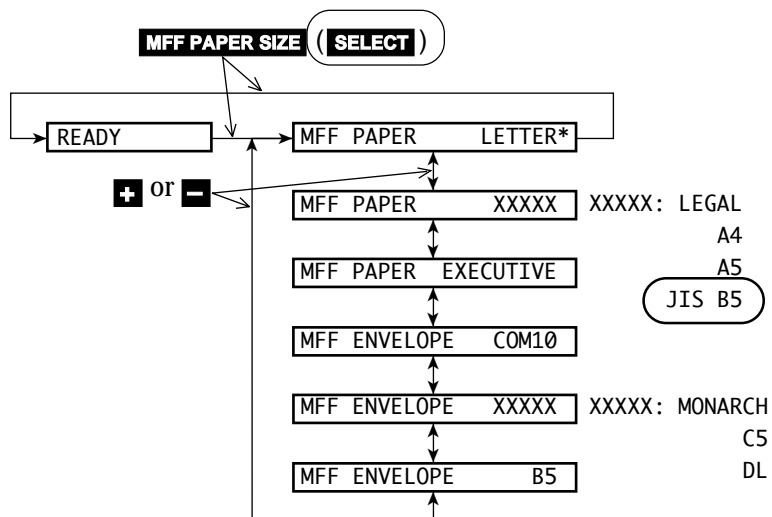 MFF PAPER SIZE ( SELECT )
READY
MFF PAPER LETTER*
+ or −
MFF PAPER XXXXX XXXXX: LEGAL
A4
MFF PAPER EXECUTIVE A5
JIS B5
MFF ENVELOPE COM10
MFF ENVELOPE XXXXX XXXXX: MONARCH
C5
MFF ENVELOPE B5 DL